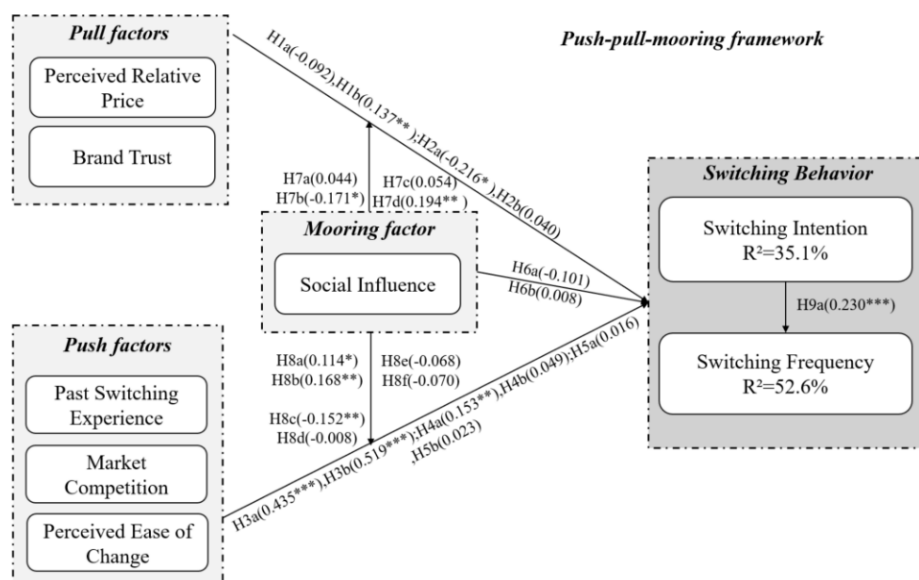 Pull factors
Perceived Relative
Price
Brand Trust
Push-pull-mooring framework
H1a(-0.092),H1b(0.137** );H2a(-0.216*),H2b(0.040)
H7a(0.044)
H7b(-0.171*)
H7c(0.054)
H7d(0.194** )
Mooring factor
Social Influence
H6a(-0.101)
H6b(0.008)
Switching Behavior
Switching Intention
R²=35.1%
H9a(0.230***)
Switching Frequency
R²=52.6%
H8a(0.114*)
H8b(0.168**)
H8c(-0.152**)
H8d(-0.008)
H8e(-0.068)
H8f(-0.070)
Push factors
Past Switching
Experience
Market
Competition
Perceived Ease of
Change
H3a(0.435***),H3b(0.519***);H4a(0.153**),H4b(0.049);H5a(0.016)
,H5b(0.023)